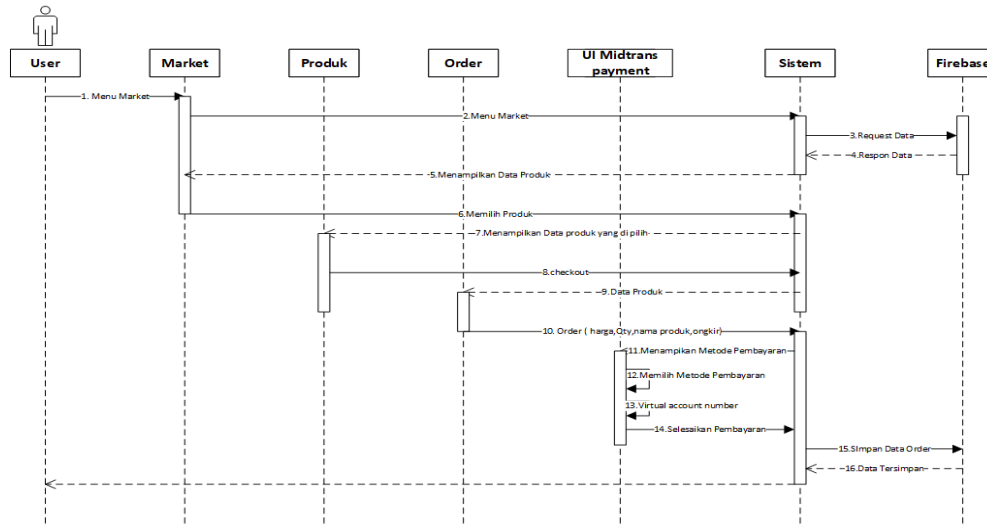 User
Market
Produk
Order
UI Midtrans
payment
Sistem
Firebase
1. Menu Market
2.Menu Market
3.Request Data
4.Respon Data
5.Menampilkan Data Produk
6.Memilih Produk
7.Menampilkan Data produk yang di pilih
8.checkout
9.Data Produk
10. Order ( harga,Qty,nama produk,ongkir)
11.Menampikan Metode Pembayaran
12.Memilih Metode Pembayaran
13.Virtual account number
14.Selesaikan Pembayaran
15.SImpan Data Order
16.Data Tersimpan